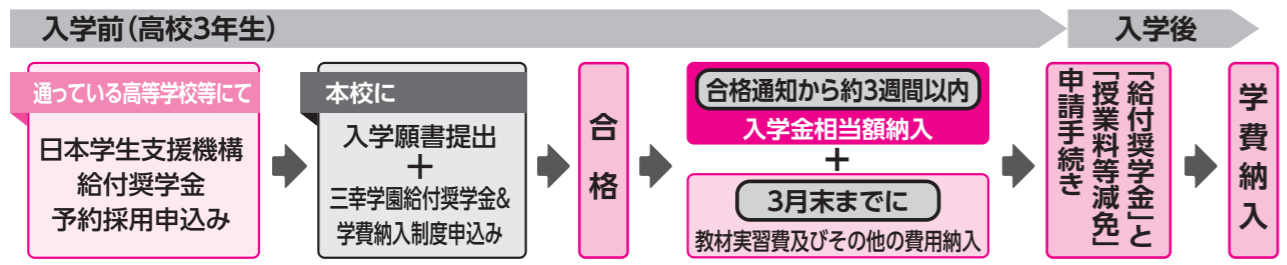 入学前（高校3年生）
入学後
通っている高等学校等にて
日本学生支援機構
給付奨学金
予約採用申込み
本校に
入学願書提出
＋
三幸学園給付奨学金&
学費納入制度申込み
合格
合格通知から約3週間以内
入学金相当額納入
＋
3月末までに
教材実習費及びその他の費用納入
「給付奨学金」と
「授業料等減免」
申請手続き
学費納入